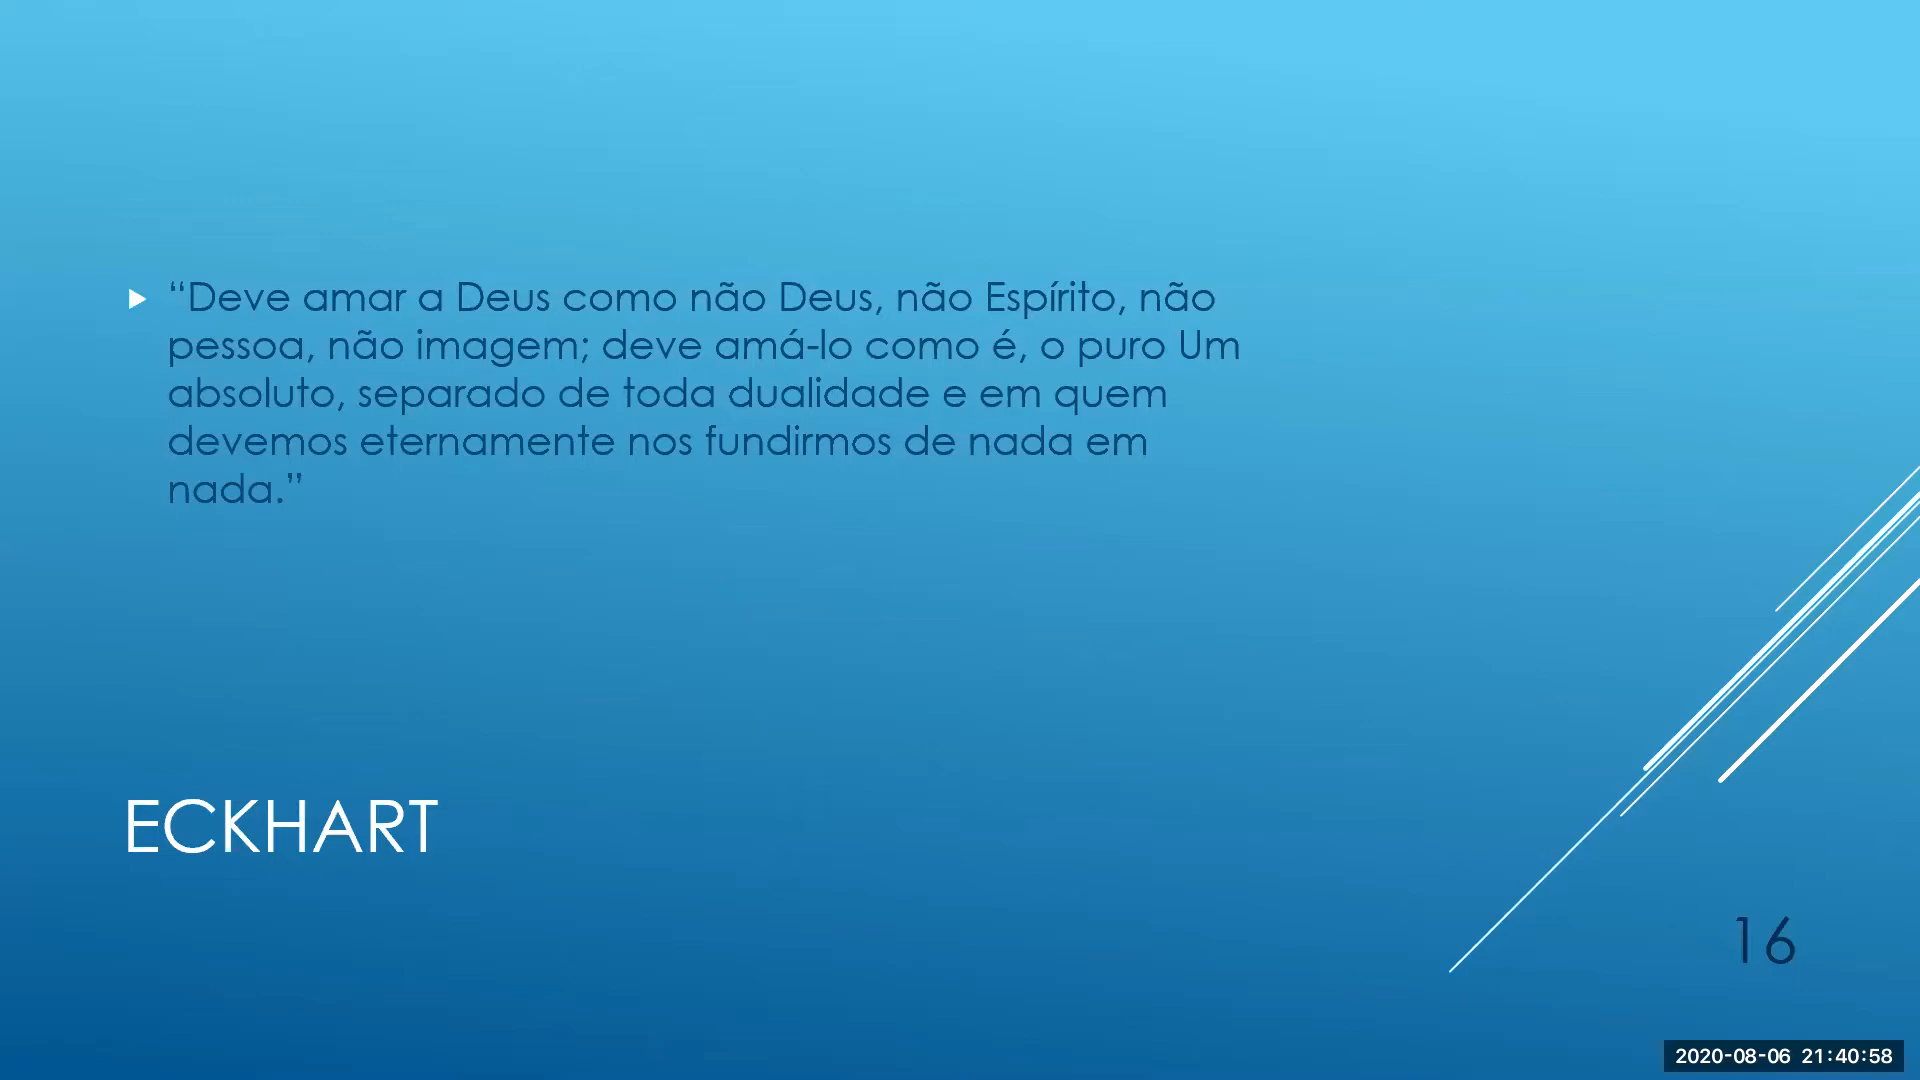 “Deve amar a Deus como não Deus, não Espírito, não
pessoa, não imagem; deve amá-lo como é, o puro Um
absoluto, separado de toda dualidade e em quem
devemos eternamente nos fundirmos de nada em
nada.”
ECKHART
16
2020-08-06 21:40:58